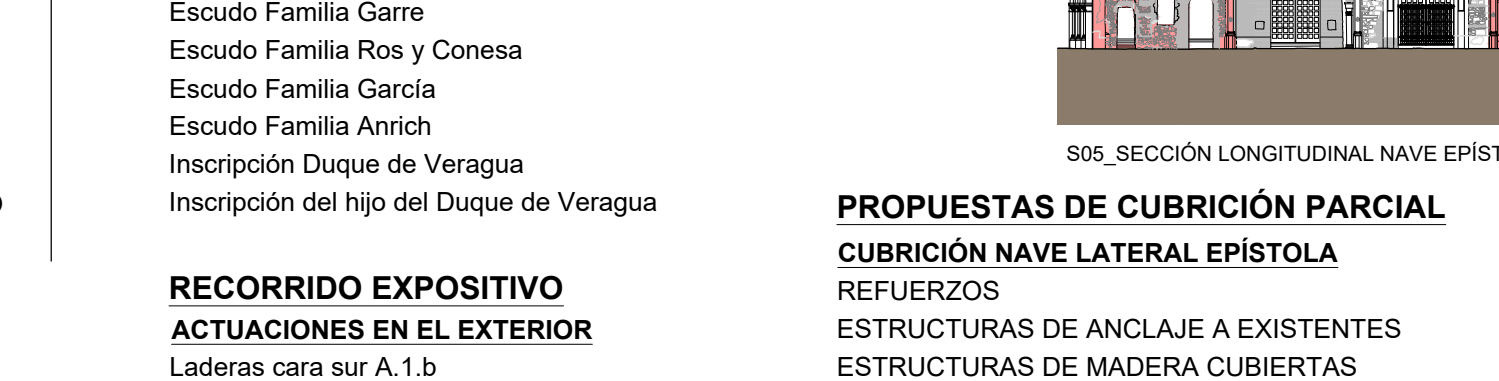 Escudo Familia Garre
Escudo Familia Ros y Conesa
Escudo Familia García
Escudo Familia Anrich
Inscripción Duque de Veragua
Inscripción del hijo del Duque de Veragua
RECORRIDO EXPOSITIVO
ACTUACIONES EN EL EXTERIOR
Laderas cara sur A.1.b
S05_SECCIÓN LONGITUDINAL NAVE EPÍST
PROPUESTAS DE CUBRICIÓN PARCIAL
CUBRICIÓN NAVE LATERAL EPÍSTOLA
REFUERZOS
ESTRUCTURAS DE ANCLAJE A EXISTENTES
ESTRUCTURAS DE MADERA CUBIERTAS